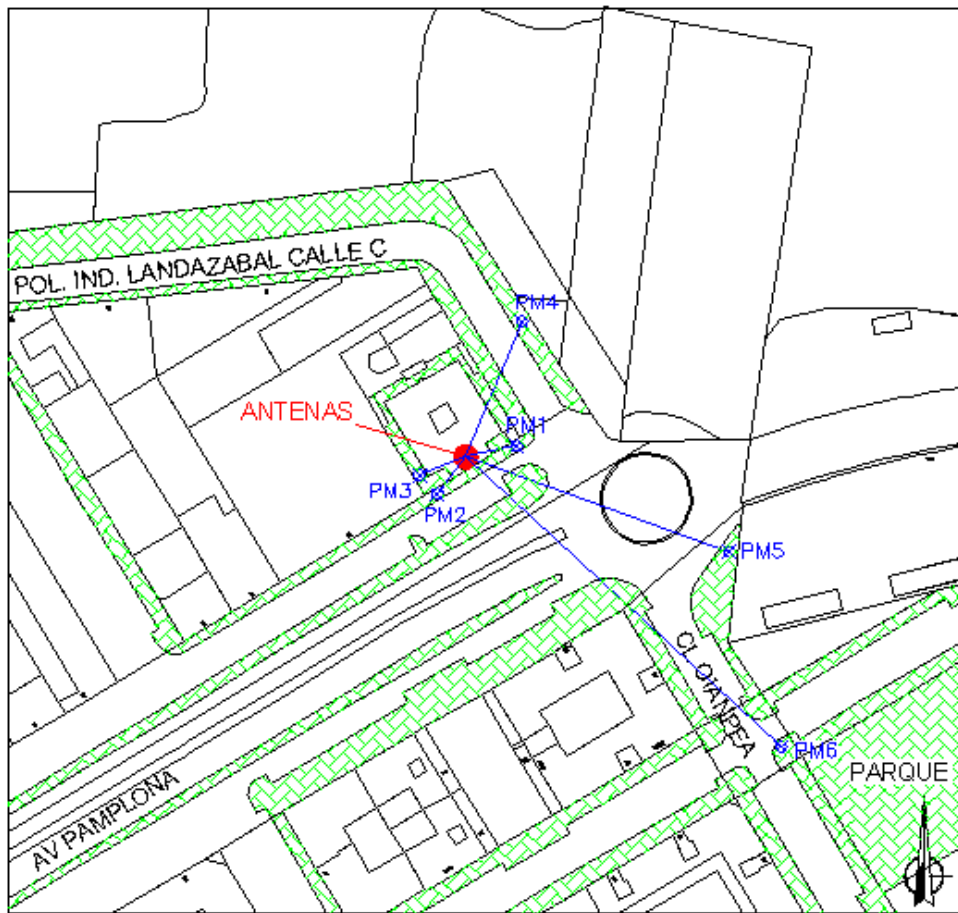 POL. IND. LANDAZABAL CALLE C
PM4
ANTENAS
PM1
PM3
PM2
PM5
CL OIANPEA
PM6
PARQUE
AV PAMPLONA